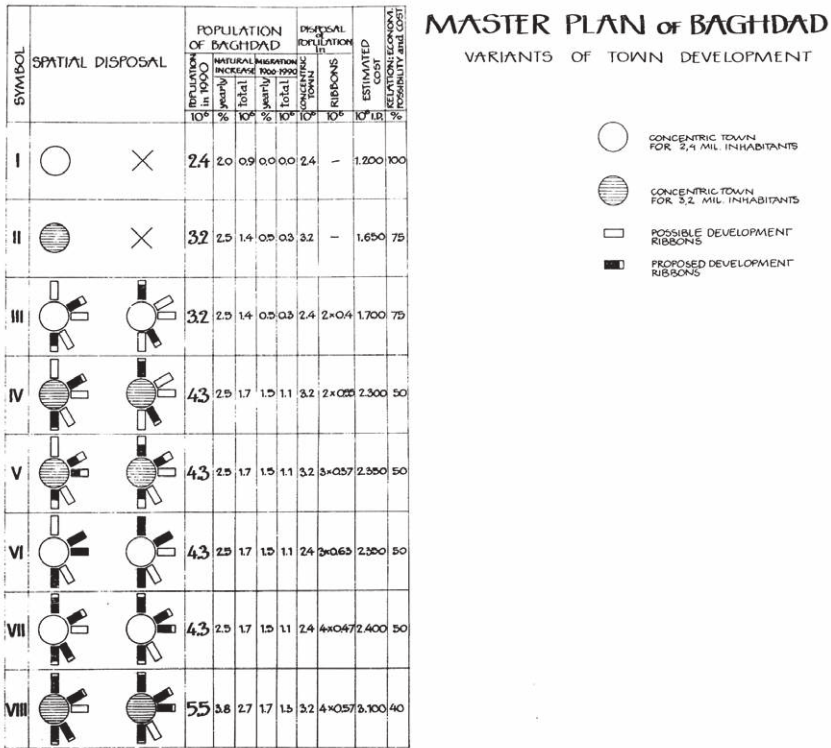 MASTER PLAN of BAGHDAD
VARIANTS OF TOWN DEVELOPMENT
SYMBOL
SPATIAL DISPOSAL
POPULATION OF BAGHDAD
DISPOSAL of POPULATION in
POPULATION in 1990
NATURAL INCREASE
MIGRATION 1966-1990
yearly total yearly total
CONCENTRIC TOWN
RIBBONS
ESTIMATED COST
RELATION: ECONOM. POSSIBILITY and COST
10⁶ % 10⁶ % 10⁶ 10⁶ 10⁶ 10⁶ I.D. %
I 2.4 2.0 0.9 0.0 0.0 2.4 – 1.200 100
II 3.2 2.5 1.4 0.5 0.3 3.2 – 1.650 75
III 3.2 2.5 1.4 0.5 0.3 2.4 2×0.4 1.700 75
IV 4.3 2.5 1.7 1.5 1.1 3.2 2×0.55 2.300 50
V 4.3 2.5 1.7 1.5 1.1 3.2 3×0.37 2.350 50
VI 4.3 2.5 1.7 1.5 1.1 2.4 3×0.63 2.350 50
VII 4.3 2.5 1.7 1.5 1.1 2.4 4×0.47 2.400 50
VIII 5.5 3.8 2.7 1.7 1.3 3.2 4×0.57 3.100 40
CONCENTRIC TOWN
FOR 2,4 MIL. INHABITANTS
CONCENTRIC TOWN
FOR 3,2 MIL. INHABITANTS
POSSIBLE DEVELOPMENT
RIBBONS
PROPOSED DEVELOPMENT
RIBBONS